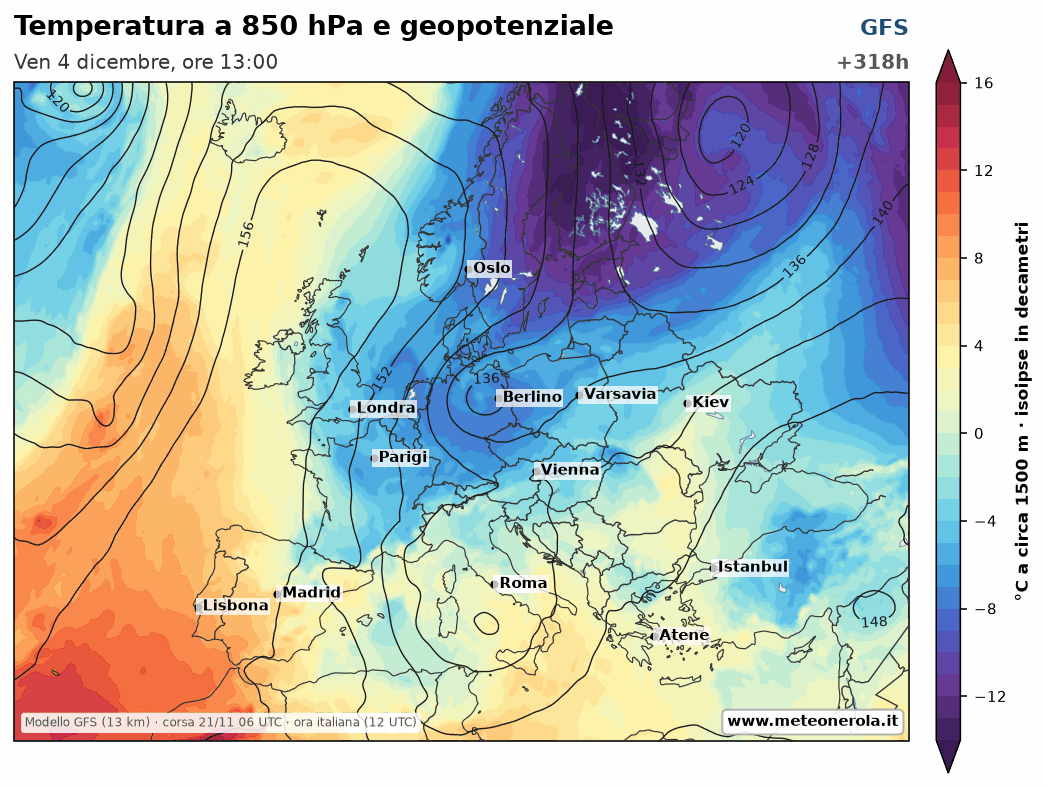 Temperatura a 850 hPa e geopotenziale
GFS
Ven 4 dicembre, ore 13:00
+318h
120
120
128
132
124
156
140
136
Oslo
152
136
Berlino
Varsavia
Kiev
Londra
Parigi
Vienna
Istanbul
Roma
Madrid
Lisbona
148
Atene
Modello GFS (13 km) · corsa 21/11 06 UTC · ora italiana (12 UTC)
www.meteonerola.it
16
12
8
4
0
−4
−8
−12
°C a circa 1500 m · isoipse in decametri